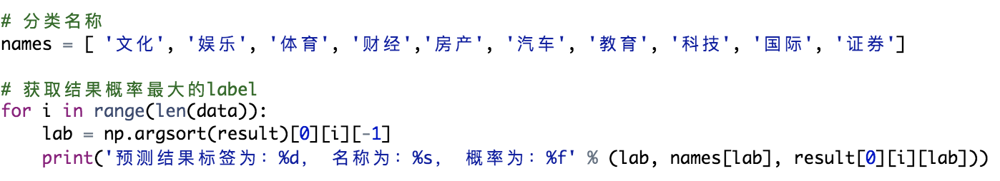 # 分类名称
names = [ '文化', '娱乐', '体育', '财经','房产', '汽车', '教育', '科技', '国际', '证券']
# 获取结果概率最大的label
for i in range(len(data)):
    lab = np.argsort(result)[0][i][-1]
    print('预测结果标签为：%d， 名称为：%s， 概率为：%f' % (lab, names[lab], result[0][i][lab]))